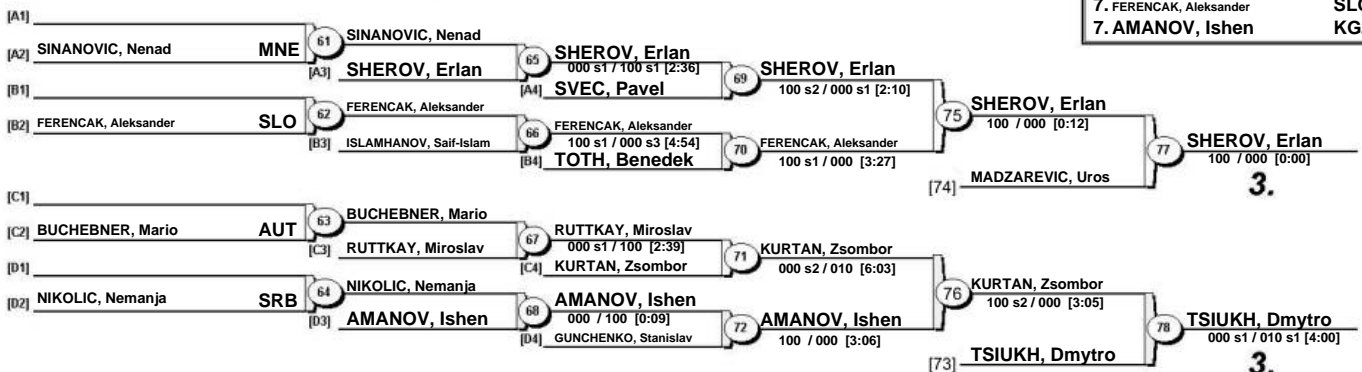 7. FERENCAK, Aleksander
7. AMANOV, Ishen
[A1]
[A2] SINANOVIC, Nenad MNE
61 SINANOVIC, Nenad
[A3] SHEROV, Erlan
[B1]
[B2] FERENCAK, Aleksander SLO
62 FERENCAK, Aleksander
[B3] ISLAMHANOV, Saif-Islam
65 SHEROV, Erlan
000 s1 / 100 s1 [2:36]
[A4] SVEC, Pavel
66 FERENCAK, Aleksander
100 s1 / 000 s3 [4:54]
[B4] TOTH, Benedek
69 SHEROV, Erlan
100 s2 / 000 s1 [2:10]
70 FERENCAK, Aleksander
100 s1 / 000 [3:27]
75 SHEROV, Erlan
100 / 000 [0:12]
[74] MADZAREVIC, Uros
77 SHEROV, Erlan
100 / 000 [0:00]
3.
[C1]
[C2] BUCHEBNER, Mario AUT
63 BUCHEBNER, Mario
[C3] RUTTKAY, Miroslav
[D1]
[D2] NIKOLIC, Nemanja SRB
64 NIKOLIC, Nemanja
[D3] AMANOV, Ishen
67 RUTTKAY, Miroslav
000 s1 / 100 [2:39]
[C4] KURTAN, Zsombor
68 AMANOV, Ishen
000 / 100 [0:09]
[D4] GUNCHENKO, Stanislav
71 KURTAN, Zsombor
000 s2 / 010 [6:03]
72 AMANOV, Ishen
100 / 000 [3:06]
76 KURTAN, Zsombor
100 s2 / 000 [3:05]
[73] TSIUKH, Dmytro
78 TSIUKH, Dmytro
000 s1 / 010 s1 [4:00]
3.